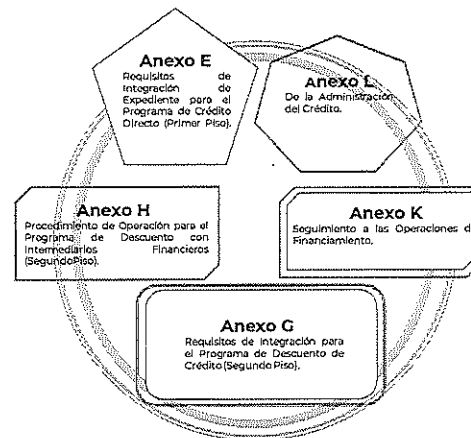 Anexo E
Requisitos de
Integración de
Expediente para el
Programa de Crédito
Directo (Primer Piso).
Anexo L
De la Administración
del Crédito.
Anexo H
Procedimiento de Operación para el
Programa de Descuento con
Intermediarios Financieros
(SegundoPiso).
Anexo K
Seguimiento a las Operaciones d
Financiamiento.
Anexo G
Requisitos de Integración para
el Programa de Descuento de
Crédito (Segundo Piso).